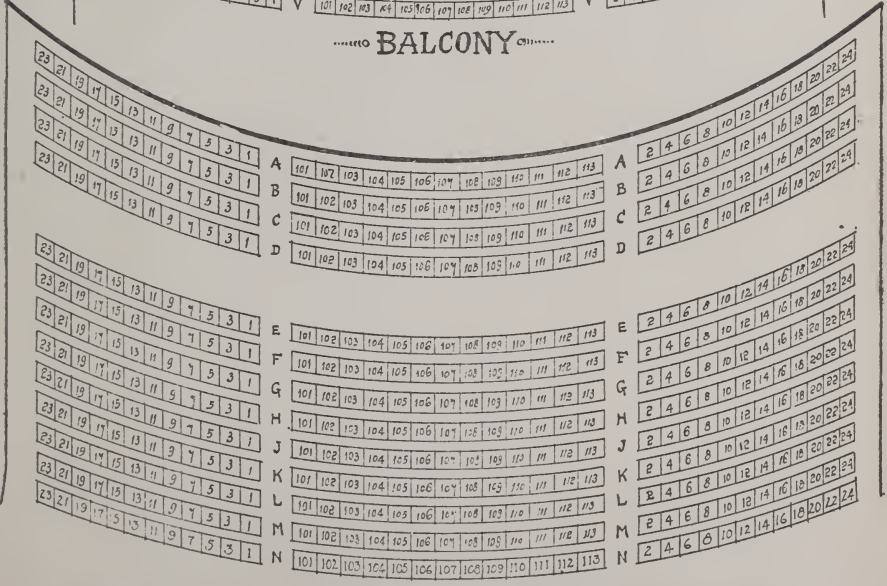 101 102 103 104 105 106 107 108 109 110 111 112 113
BALCONY
23 21 19 17 15 13 11 9 7 5 3 1 A 101 102 103 104 105 106 107 108 109 110 111 112 113 A 2 4 6 8 10 12 14 16 18 20 22 24
23 21 19 17 15 13 11 9 7 5 3 1 B 101 102 103 104 105 106 107 108 109 110 111 112 113 B 2 4 6 8 10 12 14 16 18 20 22 24
23 21 19 17 15 13 11 9 7 5 3 1 C 101 102 103 104 105 106 107 108 109 110 111 112 113 C 2 4 6 8 10 12 14 16 18 20 22 24
23 21 19 17 15 13 11 9 7 5 3 1 D 101 102 103 104 105 106 107 108 109 110 111 112 113 D 2 4 6 8 10 12 14 16 18 20 22 24
23 21 19 17 15 13 11 9 7 5 3 1 E 101 102 103 104 105 106 107 108 109 110 111 112 113 E 2 4 6 8 10 12 14 16 18 20 22 24
23 21 19 17 15 13 11 9 7 5 3 1 F 101 102 103 104 105 106 107 108 109 110 111 112 113 F 2 4 6 8 10 12 14 16 18 20 22 24
23 21 19 17 15 13 11 9 7 5 3 1 G 101 102 103 104 105 106 107 108 109 110 111 112 113 G 2 4 6 8 10 12 14 16 18 20 22 24
23 21 19 17 15 13 11 9 7 5 3 1 H 101 102 103 104 105 106 107 108 109 110 111 112 113 H 2 4 6 8 10 12 14 16 18 20 22 24
23 21 19 17 15 13 11 9 7 5 3 1 J 101 102 103 104 105 106 107 108 109 110 111 112 113 J 2 4 6 8 10 12 14 16 18 20 22 24
23 21 19 17 15 13 11 9 7 5 3 1 K 101 102 103 104 105 106 107 108 109 110 111 112 113 K 2 4 6 8 10 12 14 16 18 20 22 24
23 21 19 17 15 13 11 9 7 5 3 1 L 101 102 103 104 105 106 107 108 109 110 111 112 113 L 2 4 6 8 10 12 14 16 18 20 22 24
23 21 19 17 15 13 11 9 7 5 3 1 M 101 102 103 104 105 106 107 108 109 110 111 112 113 M 2 4 6 8 10 12 14 16 18 20 22 24
23 21 19 17 15 13 11 9 7 5 3 1 N 101 102 103 104 105 106 107 108 109 110 111 112 113 N 2 4 6 8 10 12 14 16 18 20 22 24